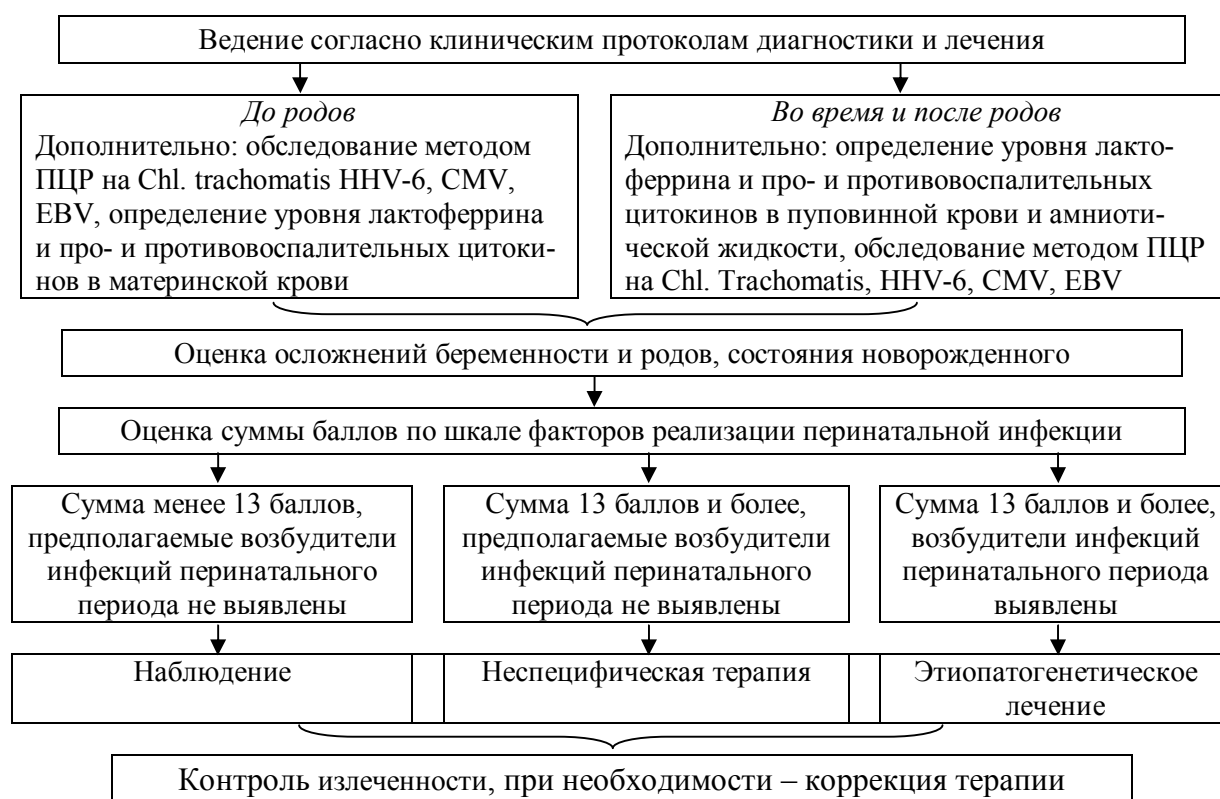 Ведение согласно клиническим протоколам диагностики и лечения
До родов
Дополнительно: обследование методом
ПЦР на Chl. trachomatis HHV-6, CMV,
EBV, определение уровня лактоферрина
и про- и противовоспалительных цитоки-
нов в материнской крови
Во время и после родов
Дополнительно: определение уровня лакто-
феррина и про- и противовоспалительных
цитокинов в пуповинной крови и амниоти-
ческой жидкости, обследование методом ПЦР
на Chl. Trachomatis, HHV-6, CMV, EBV
Оценка осложнений беременности и родов, состояния новорожденного
Оценка суммы баллов по шкале факторов реализации перинатальной инфекции
Сумма менее 13 баллов,
предполагаемые возбудители
инфекций перинатального
периода не выявлены
Сумма 13 баллов и более,
предполагаемые возбудители
инфекций перинатального
периода не выявлены
Сумма 13 баллов и более,
возбудители инфекций
перинатального периода
выявлены
Наблюдение
Неспецифическая терапия
Этиопатогенетическое
лечение
Контроль излеченности, при необходимости – коррекция терапии